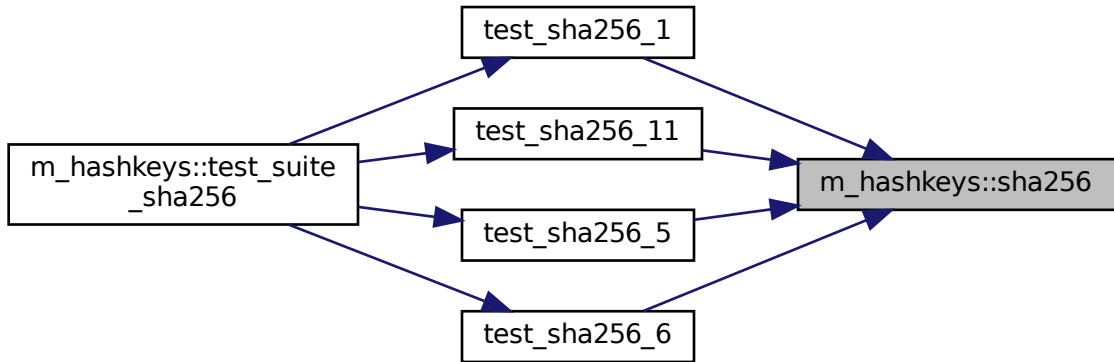 test_sha256_1
test_sha256_11
m_hashkeys::test_suite
_sha256
m_hashkeys::sha256
test_sha256_5
test_sha256_6